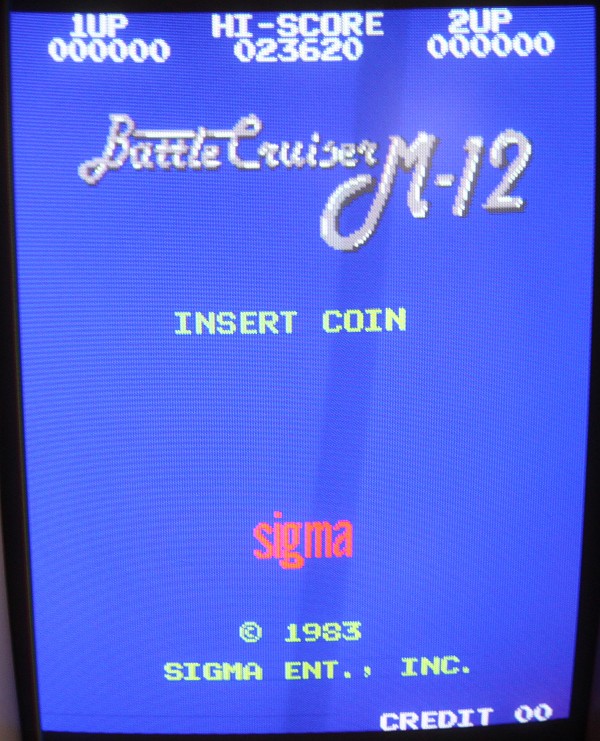 1UP HI-SCORE 2UP
000000 023620 000000
Battle Cruiser
M-12
INSERT COIN
sigma
© 1983
SIGMA ENT., INC.
CREDIT 00